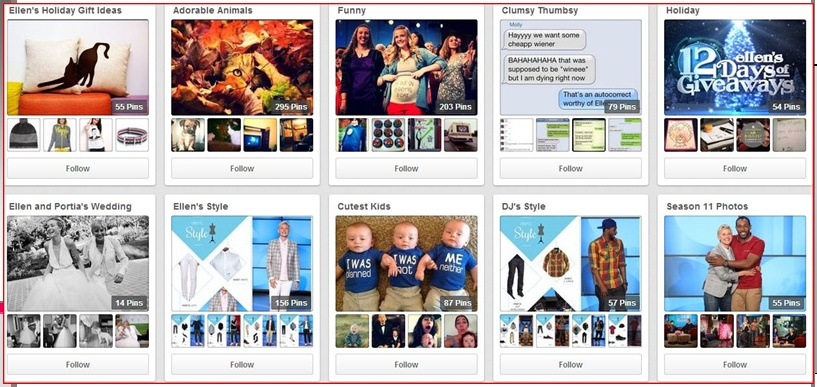 Ellen's Holiday Gift Ideas
55 Pins
Follow
Adorable Animals
295 Pins
Follow
Funny
203 Pins
Follow
Clumsy Thumbsy
Molly
Hayyyy we want some
cheapp wiener
BAHAHAHAHA that was
supposed to be "wineee"
but I am dying right now
That's an autocorrect
worthy of Elle
79 Pins
Follow
Holiday
12 ellen's
Days of
Giveaways
54 Pins
Follow
Ellen and Portia's Wedding
14 Pins
Follow
Ellen's Style
Style
156 Pins
Follow
Cutest Kids
I WAS
planned
I WAS
not
ME
neither
87 Pins
Follow
DJ's Style
Style
57 Pins
Follow
Season 11 Photos
55 Pins
Follow